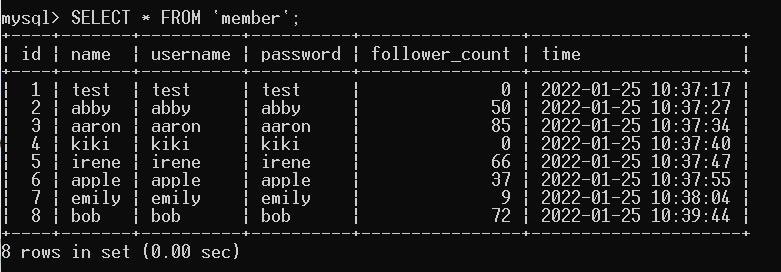 mysql> SELECT * FROM `member`;
+----+-------+----------+----------+----------------+---------------------+
| id | name  | username | password | follower_count | time                |
+----+-------+----------+----------+----------------+---------------------+
|  1 | test  | test     | test     |              0 | 2022-01-25 10:37:17 |
|  2 | abby  | abby     | abby     |             50 | 2022-01-25 10:37:27 |
|  3 | aaron | aaron    | aaron    |             85 | 2022-01-25 10:37:34 |
|  4 | kiki  | kiki     | kiki     |              0 | 2022-01-25 10:37:40 |
|  5 | irene | irene    | irene    |             66 | 2022-01-25 10:37:47 |
|  6 | apple | apple    | apple    |             37 | 2022-01-25 10:37:55 |
|  7 | emily | emily    | emily    |              9 | 2022-01-25 10:38:04 |
|  8 | bob   | bob      | bob      |             72 | 2022-01-25 10:39:44 |
+----+-------+----------+----------+----------------+---------------------+
8 rows in set (0.00 sec)